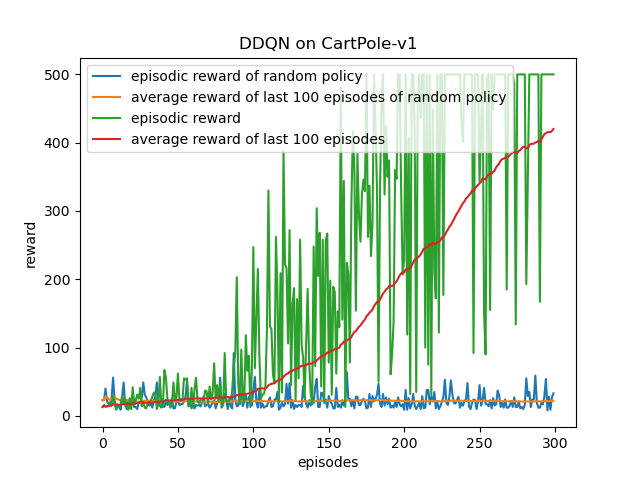 DDQN on CartPole-v1
episodic reward of random policy
average reward of last 100 episodes of random policy
episodic reward
average reward of last 100 episodes
reward
500
400
300
200
100
0
0 50 100 150 200 250 300
episodes